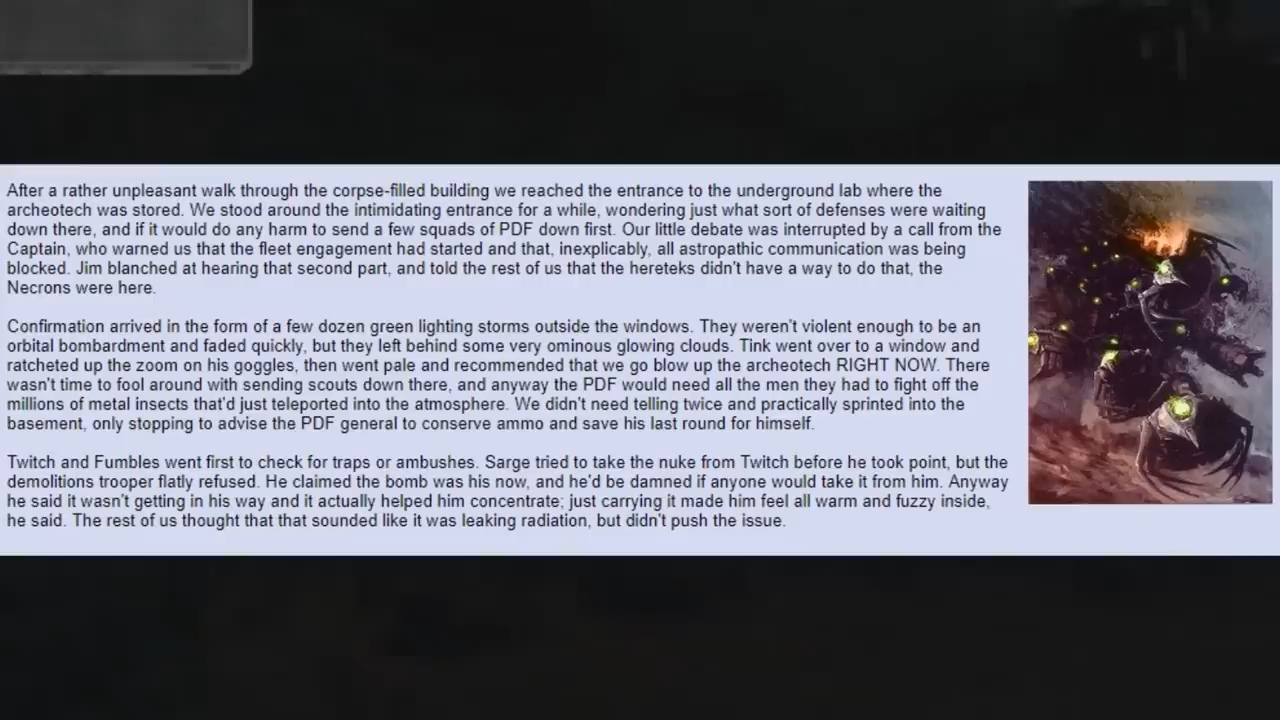 After a rather unpleasant walk through the corpse-filled building we reached the entrance to the underground lab where the
archeotech was stored. We stood around the intimidating entrance for a while, wondering just what sort of defenses were waiting
down there, and if it would do any harm to send a few squads of PDF down first. Our little debate was interrupted by a call from the
Captain, who warned us that the fleet engagement had started and that, inexplicably, all astropathic communication was being
blocked. Jim blanched at hearing that second part, and told the rest of us that the hereteks didn't have a way to do that, the
Necrons were here.
Confirmation arrived in the form of a few dozen green lighting storms outside the windows. They weren't violent enough to be an
orbital bombardment and faded quickly, but they left behind some very ominous glowing clouds. Tink went over to a window and
ratcheted up the zoom on his goggles, then went pale and recommended that we go blow up the archeotech RIGHT NOW. There
wasn't time to fool around with sending scouts down there, and anyway the PDF would need all the men they had to fight off the
millions of metal insects that'd just teleported into the atmosphere. We didn't need telling twice and practically sprinted into the
basement, only stopping to advise the PDF general to conserve ammo and save his last round for himself.
Twitch and Fumbles went first to check for traps or ambushes. Sarge tried to take the nuke from Twitch before he took point, but the
demolitions trooper flatly refused. He claimed the bomb was his now, and he'd be damned if anyone would take it from him. Anyway
he said it wasn't getting in his way and it actually helped him concentrate; just carrying it made him feel all warm and fuzzy inside,
he said. The rest of us thought that that sounded like it was leaking radiation, but didn't push the issue.